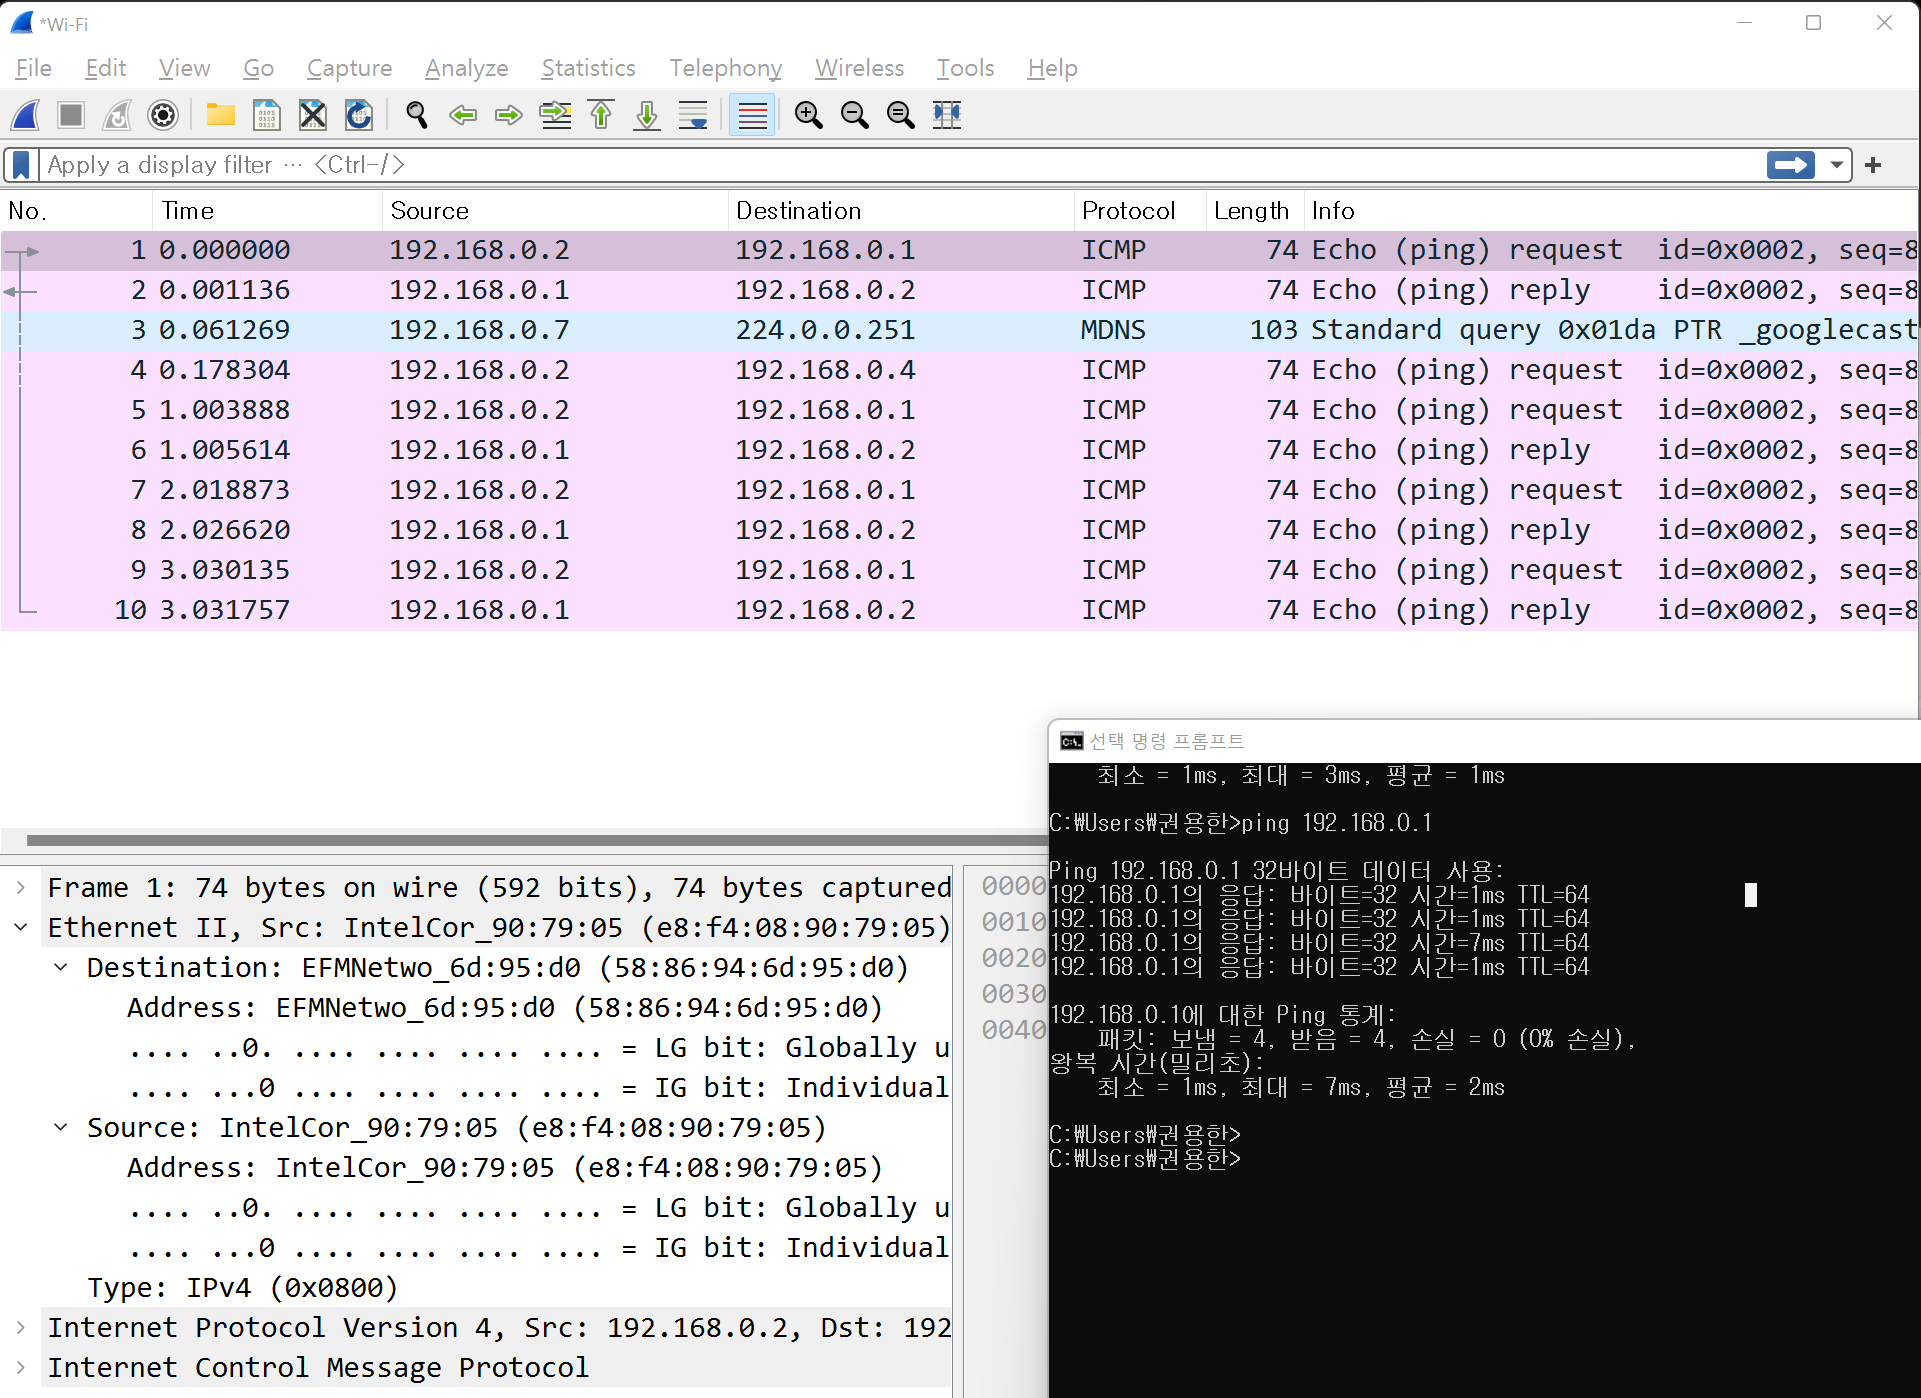 *Wi-Fi
File Edit View Go Capture Analyze Statistics Telephony Wireless Tools Help
Apply a display filter ··· <Ctrl-/>
No. Time Source Destination Protocol Length Info
1 0.000000 192.168.0.2 192.168.0.1 ICMP 74 Echo (ping) request id=0x0002, seq=8
2 0.001136 192.168.0.1 192.168.0.2 ICMP 74 Echo (ping) reply id=0x0002, seq=8
3 0.061269 192.168.0.7 224.0.0.251 MDNS 103 Standard query 0x01da PTR _googlecast
4 0.178304 192.168.0.2 192.168.0.4 ICMP 74 Echo (ping) request id=0x0002, seq=8
5 1.003888 192.168.0.2 192.168.0.1 ICMP 74 Echo (ping) request id=0x0002, seq=8
6 1.005614 192.168.0.1 192.168.0.2 ICMP 74 Echo (ping) reply id=0x0002, seq=8
7 2.018873 192.168.0.2 192.168.0.1 ICMP 74 Echo (ping) request id=0x0002, seq=8
8 2.026620 192.168.0.1 192.168.0.2 ICMP 74 Echo (ping) reply id=0x0002, seq=8
9 3.030135 192.168.0.2 192.168.0.1 ICMP 74 Echo (ping) request id=0x0002, seq=8
10 3.031757 192.168.0.1 192.168.0.2 ICMP 74 Echo (ping) reply id=0x0002, seq=8
Frame 1: 74 bytes on wire (592 bits), 74 bytes captured
Ethernet II, Src: IntelCor_90:79:05 (e8:f4:08:90:79:05)
Destination: EFMNetwo_6d:95:d0 (58:86:94:6d:95:d0)
Address: EFMNetwo_6d:95:d0 (58:86:94:6d:95:d0)
.... ..0. .... .... .... .... = LG bit: Globally u
.... ...0 .... .... .... .... = IG bit: Individual
Source: IntelCor_90:79:05 (e8:f4:08:90:79:05)
Address: IntelCor_90:79:05 (e8:f4:08:90:79:05)
.... ..0. .... .... .... .... = LG bit: Globally u
.... ...0 .... .... .... .... = IG bit: Individual
Type: IPv4 (0x0800)
Internet Protocol Version 4, Src: 192.168.0.2, Dst: 192
Internet Control Message Protocol
0000
0010
0020
0030
0040
선택 명령 프롬프트
최소 = 1ms, 최대 = 3ms, 평균 = 1ms
C:₩Users₩권용한>ping 192.168.0.1
Ping 192.168.0.1 32바이트 데이터 사용:
192.168.0.1의 응답: 바이트=32 시간=1ms TTL=64
192.168.0.1의 응답: 바이트=32 시간=1ms TTL=64
192.168.0.1의 응답: 바이트=32 시간=7ms TTL=64
192.168.0.1의 응답: 바이트=32 시간=1ms TTL=64
192.168.0.1에 대한 Ping 통계:
패킷: 보냄 = 4, 받음 = 4, 손실 = 0 (0% 손실),
왕복 시간(밀리초):
최소 = 1ms, 최대 = 7ms, 평균 = 2ms
C:₩Users₩권용한>
C:₩Users₩권용한>